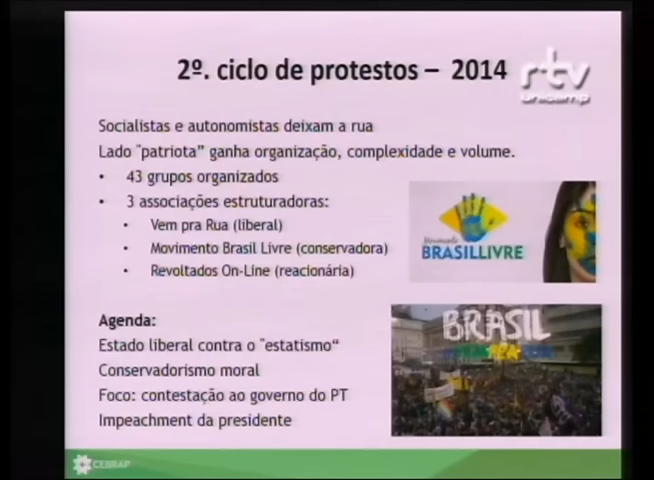 2º. ciclo de protestos – 2014
rtv
unicamp
Socialistas e autonomistas deixam a rua
Lado "patriota" ganha organização, complexidade e volume.
• 43 grupos organizados
• 3 associações estruturadoras:
• Vem pra Rua (liberal)
• Movimento Brasil Livre (conservadora)
• Revoltados On-Line (reacionária)
Movimento
BRASILLIVRE
Agenda:
Estado liberal contra o "estatismo"
Conservadorismo moral
Foco: contestação ao governo do PT
Impeachment da presidente
BRASIL
CEBRAP